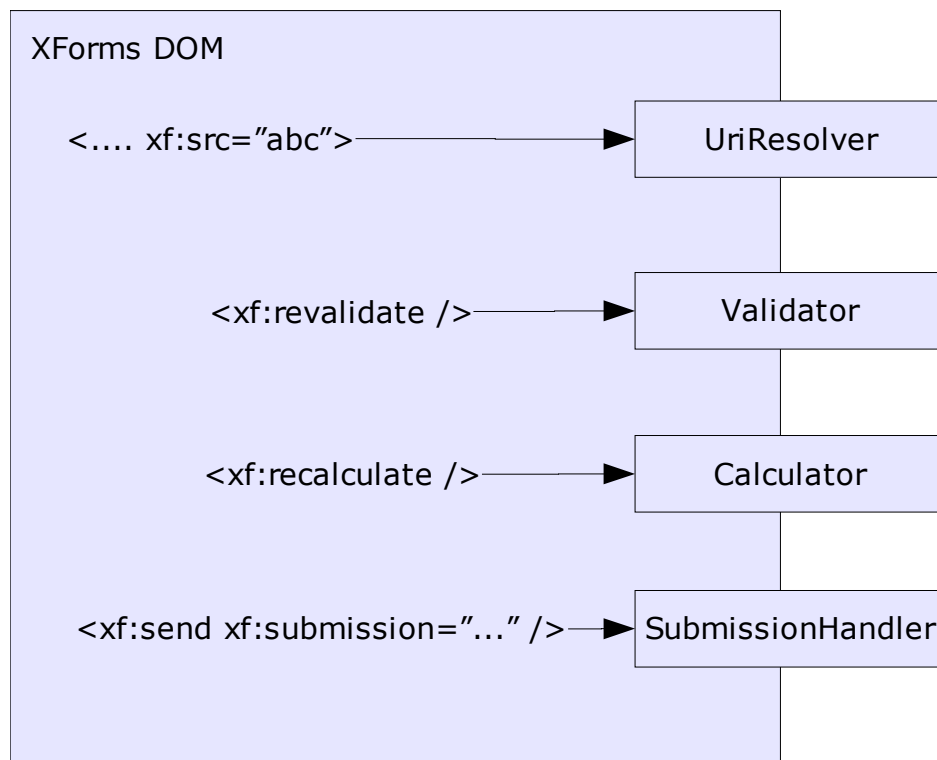 XForms DOM
<.... xf:src=”abc”>
UriResolver
<xf:revalidate />
Validator
<xf:recalculate />
Calculator
<xf:send xf:submission=”...” />
SubmissionHandler